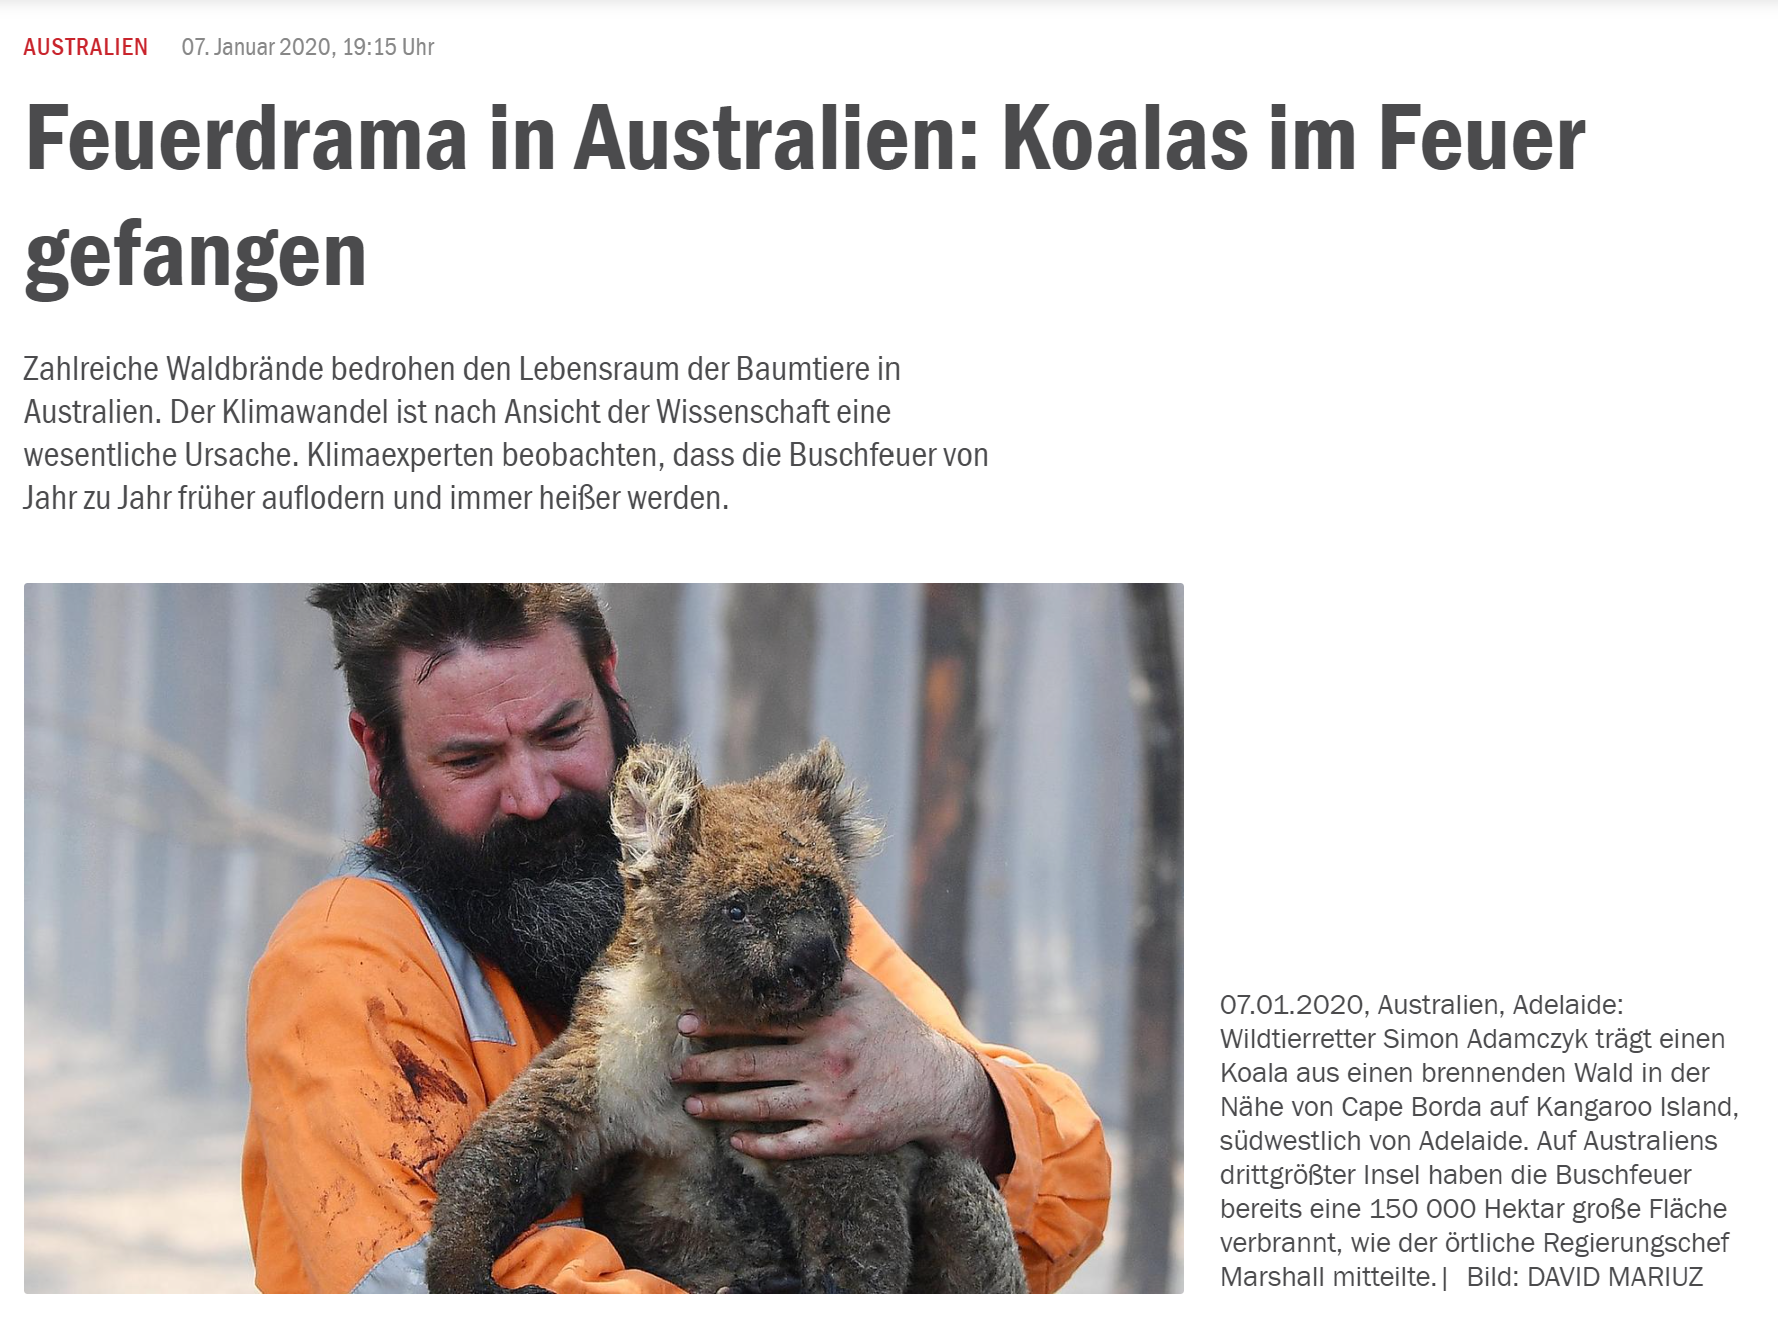 AUSTRALIEN 07. Januar 2020, 19:15 Uhr
Feuerdrama in Australien: Koalas im Feuer
gefangen
Zahlreiche Waldbrände bedrohen den Lebensraum der Baumtiere in
Australien. Der Klimawandel ist nach Ansicht der Wissenschaft eine
wesentliche Ursache. Klimaexperten beobachten, dass die Buschfeuer von
Jahr zu Jahr früher auflodern und immer heißer werden.
07.01.2020, Australien, Adelaide:
Wildtierretter Simon Adamczyk trägt einen
Koala aus einen brennenden Wald in der
Nähe von Cape Borda auf Kangaroo Island,
südwestlich von Adelaide. Auf Australiens
drittgrößter Insel haben die Buschfeuer
bereits eine 150 000 Hektar große Fläche
verbrannt, wie der örtliche Regierungschef
Marshall mitteilte. | Bild: DAVID MARIUZ